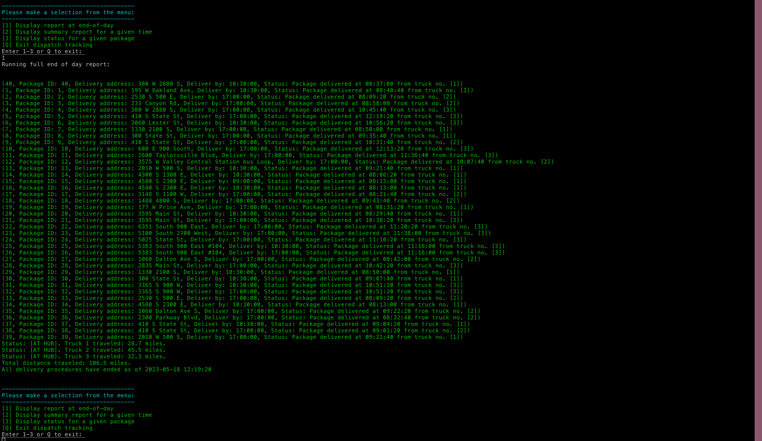 Please make a selection from the menu:
[1] Display report at end-of-day
[2] Display summary report for a given time
[3] Display status for a given package
[Q] Exit dispatch tracking
Enter 1-3 or Q to exit:
1
Running full end of day report:
(40, Package ID: 40, Delivery address: 380 W 2880 S, Deliver by: 10:30:00, Status: Package delivered at 08:37:00 from truck no. [1])
(1, Package ID: 1, Delivery address: 195 W Oakland Ave, Deliver by: 10:30:00, Status: Package delivered at 08:40:40 from truck no. [1])
(2, Package ID: 2, Delivery address: 2530 S 500 E, Deliver by: 17:00:00, Status: Package delivered at 08:09:20 from truck no. [2])
(3, Package ID: 3, Delivery address: 233 Canyon Rd, Deliver by: 17:00:00, Status: Package delivered at 08:58:00 from truck no. [2])
(4, Package ID: 4, Delivery address: 380 W 2880 S, Deliver by: 17:00:00, Status: Package delivered at 10:45:40 from truck no. [3])
(5, Package ID: 5, Delivery address: 410 S State St, Deliver by: 17:00:00, Status: Package delivered at 12:19:20 from truck no. [3])
(6, Package ID: 6, Delivery address: 3060 Lester St, Deliver by: 10:30:00, Status: Package delivered at 10:56:20 from truck no. [3])
(7, Package ID: 7, Delivery address: 1330 2100 S, Deliver by: 17:00:00, Status: Package delivered at 08:50:00 from truck no. [1])
(8, Package ID: 8, Delivery address: 300 State St, Deliver by: 17:00:00, Status: Package delivered at 09:35:40 from truck no. [2])
(9, Package ID: 9, Delivery address: 410 S State St, Deliver by: 17:00:00, Status: Package delivered at 10:31:40 from truck no. [2])
(10, Package ID: 10, Delivery address: 600 E 900 South, Deliver by: 17:00:00, Status: Package delivered at 12:13:20 from truck no. [3])
(11, Package ID: 11, Delivery address: 2600 Taylorsville Blvd, Deliver by: 17:00:00, Status: Package delivered at 11:36:40 from truck no. [3])
(12, Package ID: 12, Delivery address: 3575 W Valley Central Station bus Loop, Deliver by: 17:00:00, Status: Package delivered at 10:07:40 from truck no. [2])
(13, Package ID: 13, Delivery address: 2010 W 500 S, Deliver by: 10:30:00, Status: Package delivered at 09:21:40 from truck no. [1])
(14, Package ID: 14, Delivery address: 4300 S 1300 E, Deliver by: 10:30:00, Status: Package delivered at 08:06:20 from truck no. [1])
(15, Package ID: 15, Delivery address: 4580 S 2300 E, Deliver by: 09:00:00, Status: Package delivered at 08:13:00 from truck no. [1])
(16, Package ID: 16, Delivery address: 4580 S 2300 E, Deliver by: 10:30:00, Status: Package delivered at 08:13:00 from truck no. [1])
(17, Package ID: 17, Delivery address: 3148 S 1100 W, Deliver by: 17:00:00, Status: Package delivered at 08:21:40 from truck no. [2])
(18, Package ID: 18, Delivery address: 1488 4800 S, Deliver by: 17:00:00, Status: Package delivered at 09:43:40 from truck no. [2])
(19, Package ID: 19, Delivery address: 177 W Price Ave, Deliver by: 17:00:00, Status: Package delivered at 08:31:20 from truck no. [1])
(20, Package ID: 20, Delivery address: 3595 Main St, Deliver by: 10:30:00, Status: Package delivered at 08:29:40 from truck no. [1])
(21, Package ID: 21, Delivery address: 3595 Main St, Deliver by: 17:00:00, Status: Package delivered at 10:38:20 from truck no. [3])
(22, Package ID: 22, Delivery address: 6351 South 900 East, Deliver by: 17:00:00, Status: Package delivered at 11:20:20 from truck no. [3])
(23, Package ID: 23, Delivery address: 5100 South 2700 West, Deliver by: 17:00:00, Status: Package delivered at 11:38:00 from truck no. [3])
(24, Package ID: 24, Delivery address: 5025 State St, Deliver by: 17:00:00, Status: Package delivered at 11:10:20 from truck no. [3])
(25, Package ID: 25, Delivery address: 5383 South 900 East #104, Deliver by: 10:30:00, Status: Package delivered at 11:16:00 from truck no. [3])
(26, Package ID: 26, Delivery address: 5383 South 900 East #104, Deliver by: 17:00:00, Status: Package delivered at 11:16:00 from truck no. [3])
(27, Package ID: 27, Delivery address: 1060 Dalton Ave S, Deliver by: 17:00:00, Status: Package delivered at
(28, Package ID: 28, Delivery address: 2835 Main St, Deliver by: 17:00:00, Status: Package delivered at 10:42:20 from truck no. [3])
(29, Package ID: 29, Delivery address: 1330 2100 S, Deliver by: 10:30:00, Status: Package delivered at 08:50:00 from truck no. [1])
(30, Package ID: 30, Delivery address: 300 State St, Deliver by: 10:30:00, Status: Package delivered at 09:07:40 from truck no. [1])
(31, Package ID: 31, Delivery address: 3365 S 900 W, Deliver by: 10:30:00, Status: Package delivered at 10:51:20 from truck no. [3])
(32, Package ID: 32, Delivery address: 3365 S 900 W, Deliver by: 17:00:00, Status: Package delivered at 10:51:20 from truck no. [3])
(33, Package ID: 33, Delivery address: 2530 S 500 E, Deliver by: 17:00:00, Status: Package delivered at 08:09:20 from truck no. [2])
(34, Package ID: 34, Delivery address: 4580 S 2300 E, Deliver by: 10:30:00, Status: Package delivered at 08:13:00 from truck no. [1])
(35, Package ID: 35, Delivery address: 1060 Dalton Ave S, Deliver by: 17:00:00, Status: Package delivered at 09:22:20 from truck no. [2])
(36, Package ID: 36, Delivery address: 2300 Parkway Blvd, Deliver by: 17:00:00, Status: Package delivered at 08:32:40 from truck no. [2])
(37, Package ID: 37, Delivery address: 410 S State St, Deliver by: 10:30:00, Status: Package delivered at 09:04:20 from truck no. [1])
(38, Package ID: 38, Delivery address: 410 S State St, Deliver by: 17:00:00, Status: Package delivered at 09:01:20 from truck no. [2])
(39, Package ID: 39, Delivery address: 2010 W 500 S, Deliver by: 17:00:00, Status: Package delivered at 09:21:40 from truck no. [1])
Status: [AT HUB], Truck 1 traveled: 28.7 miles.
Status: [AT HUB], Truck 2 traveled: 45.5 miles.
Status: [AT HUB], Truck 3 traveled: 32.3 miles.
Total distance traveled: 106.5 miles.
All delivery procedures have ended as of 2023-05-18 12:19:20
Please make a selection from the menu:
[1] Display report at end-of-day
[2] Display summary report for a given time
[3] Display status for a given package
[Q] Exit dispatch tracking
Enter 1-3 or Q to exit: